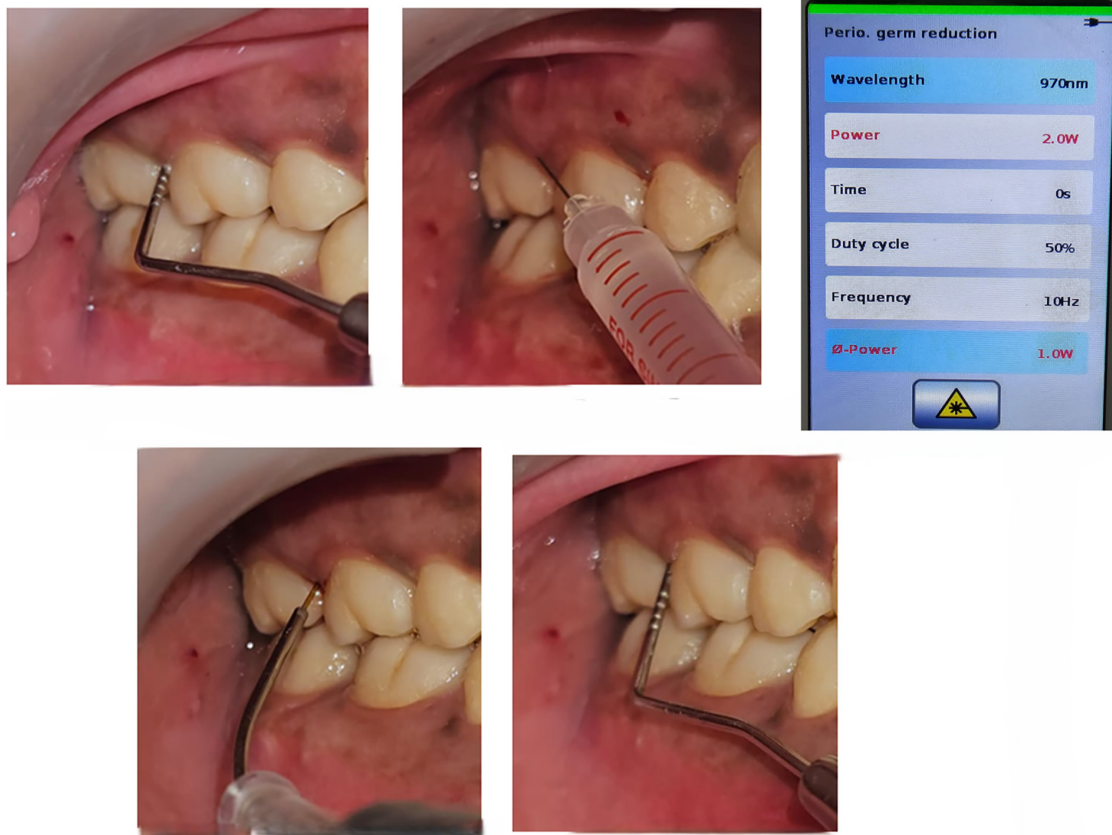 Perio. germ reduction
Wavelength 970nm
Power 2.0W
Time 0s
Duty cycle 50%
Frequency 10Hz
Ø-Power 1.0W